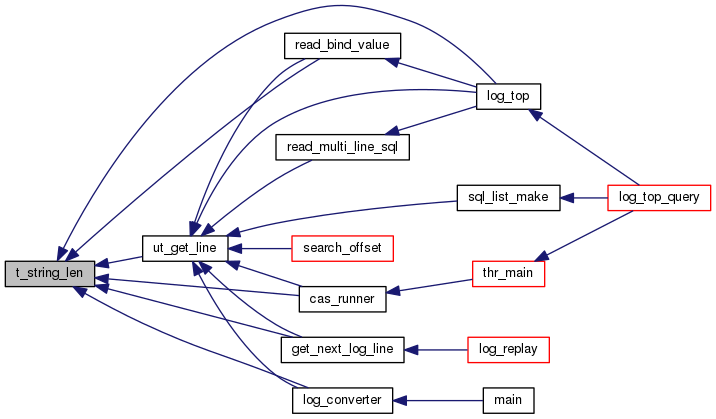 read_bind_value
log_top
read_multi_line_sql
sql_list_make
log_top_query
ut_get_line
search_offset
t_string_len
thr_main
cas_runner
get_next_log_line
log_replay
log_converter
main